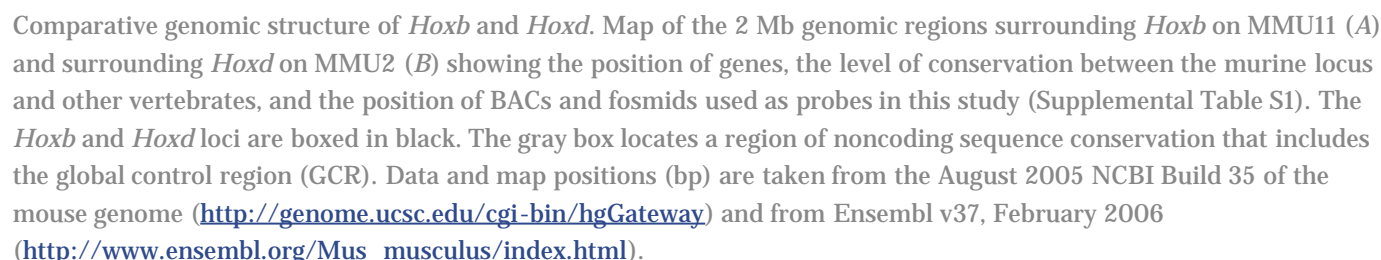 Comparative genomic structure of Hoxb and Hoxd. Map of the 2 Mb genomic regions surrounding Hoxb on MMU11 (A)
and surrounding Hoxd on MMU2 (B) showing the position of genes, the level of conservation between the murine locus
and other vertebrates, and the position of BACs and fosmids used as probes in this study (Supplemental Table S1). The
Hoxb and Hoxd loci are boxed in black. The gray box locates a region of noncoding sequence conservation that includes
the global control region (GCR). Data and map positions (bp) are taken from the August 2005 NCBI Build 35 of the
mouse genome (http://genome.ucsc.edu/cgi-bin/hgGateway) and from Ensembl v37, February 2006
(http://www.ensembl.org/Mus_musculus/index.html).